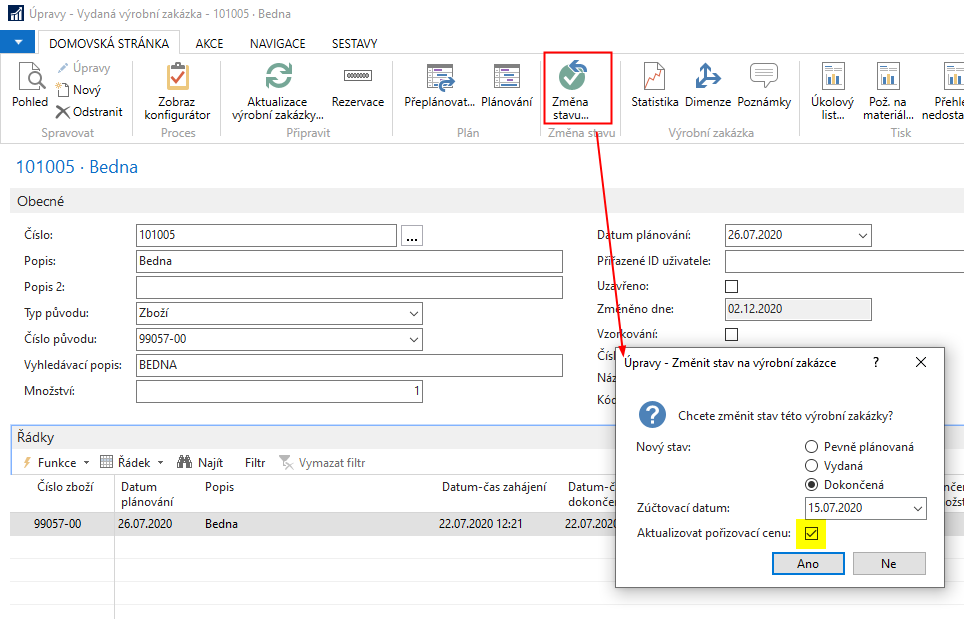 Úpravy - Vydaná výrobní zakázka - 101005 · Bedna
DOMOVSKÁ STRÁNKA AKCE NAVIGACE SESTAVY
Pohled
Úpravy
Nový
Odstranit
Spravovat
Zobraz
konfigurátor
Proces
Aktualizace
výrobní zakázky...
Rezervace
Připravit
Přeplánovat...
Plánování
Plán
Změna
stavu...
Změna stavu
Statistika
Dimenze
Poznámky
Výrobní zakázka
Úkolový
list...
Pož. na
materiál...
Přehle
nedosta
Tisk
101005 · Bedna
Obecné
Číslo: 101005 ...
Popis: Bedna
Popis 2:
Typ původu: Zboží
Číslo původu: 99057-00
Vyhledávací popis: BEDNA
Množství: 1
Datum plánování: 26.07.2020
Přiřazené ID uživatele:
Uzavřeno:
Změněno dne: 02.12.2020
Vzorkování:
Čís
Náz
Kód
Úpravy - Změnit stav na výrobní zakázce ?
Chcete změnit stav této výrobní zakázky?
Nový stav:
Pevně plánovaná
Vydaná
Dokončená
Zúčtovací datum: 15.07.2020
Aktualizovat pořizovací cenu:
Ano Ne
Řádky
Funkce Řádek Najít Filtr Vymazat filtr
Číslo zboží
Datum
plánování
Popis
Datum-čas zahájení
Datum-č
dokonče
99057-00 26.07.2020 Bedna 22.07.2020 12:21 22.07.202